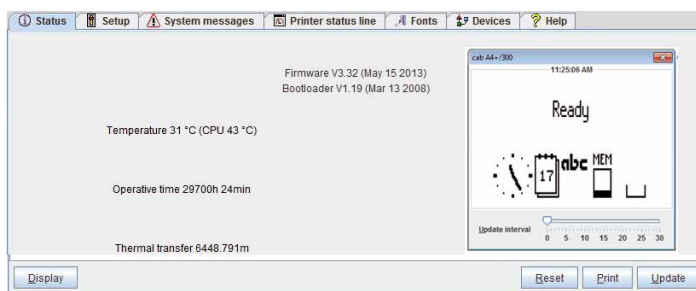 Status Setup System messages Printer status line Fonts Devices Help
Firmware V3.32 (May 15 2013)
Bootloader V1.19 (Mar 13 2008)
Temperature 31 °C (CPU 43 °C)
Operative time 29700h 24min
Thermal transfer 6448.791m
cab A4+/300
11:25:06 AM
Ready
17
abc
MEM
Update interval
0 5 10 15 20 25 30
Display Reset Print Update